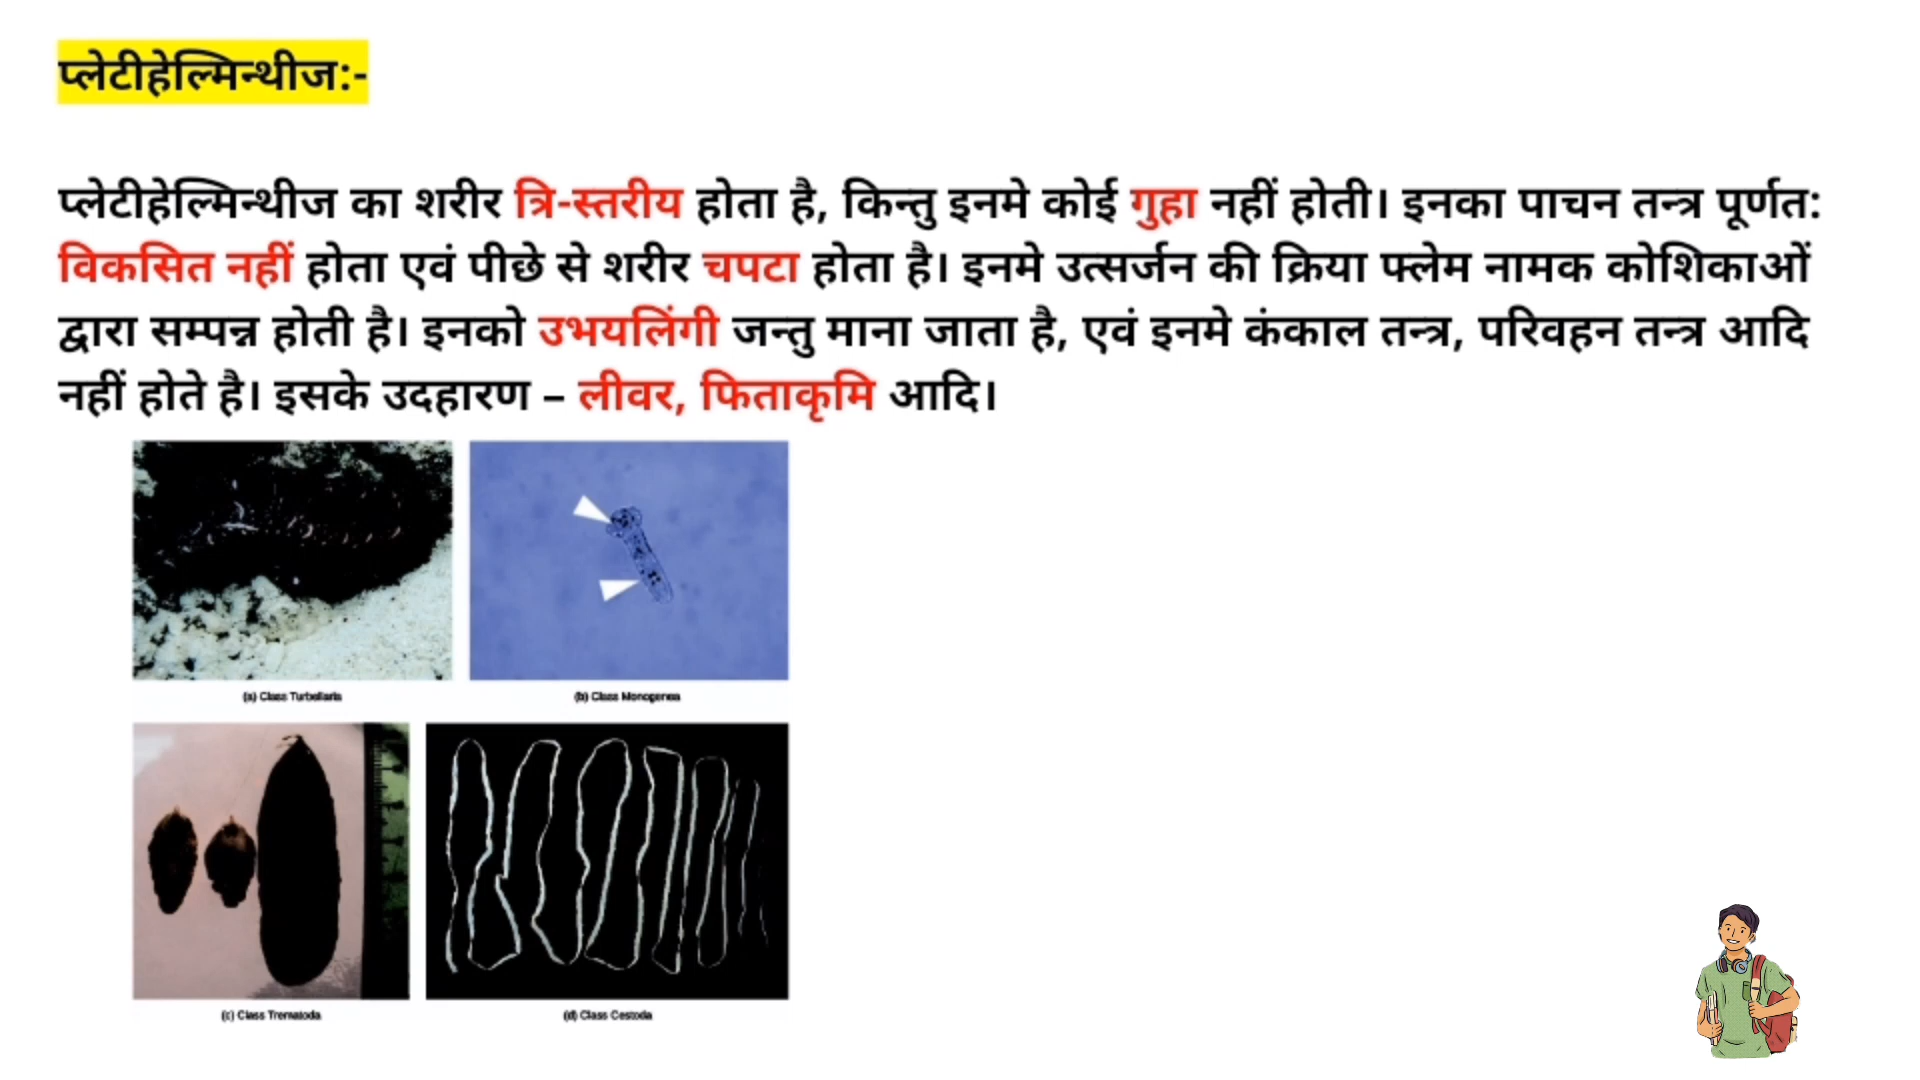 प्लेटीहेल्मिन्थीज:-
प्लेटीहेल्मिन्थीज का शरीर त्रि-स्तरीय होता है, किन्तु इनमे कोई गुहा नहीं होती। इनका पाचन तन्त्र पूर्णत:
विकसित नहीं होता एवं पीछे से शरीर चपटा होता है। इनमे उत्सर्जन की क्रिया फ्लेम नामक कोशिकाओं
द्वारा सम्पन्न होती है। इनको उभयलिंगी जन्तु माना जाता है, एवं इनमे कंकाल तन्त्र, परिवहन तन्त्र आदि
नहीं होते है। इसके उदहारण – लीवर, फिताकृमि आदि।
(a) Class Turbellaria
(b) Class Monogenea
(c) Class Trematoda
(d) Class Cestoda